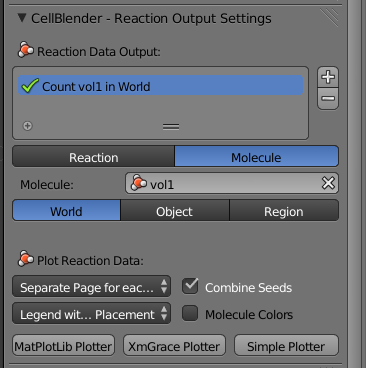 CellBlender - Reaction Output Settings
Reaction Data Output:
Count vol1 in World
Reaction Molecule
Molecule: vol1
World Object Region
Plot Reaction Data:
Separate Page for eac... Combine Seeds
Legend wit... Placement Molecule Colors
MatPlotLib Plotter XmGrace Plotter Simple Plotter